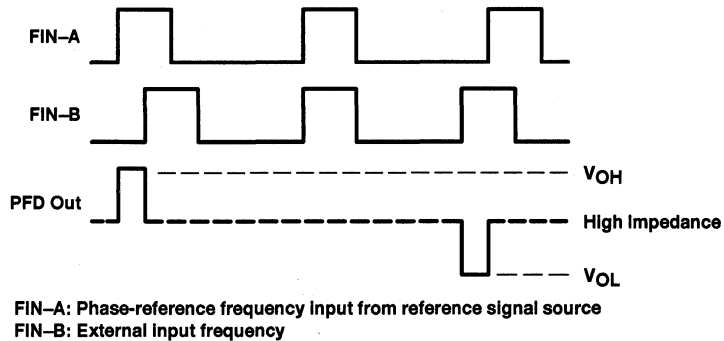 FIN–A
FIN–B
PFD Out
VOH
High Impedance
VOL
FIN–A: Phase-reference frequency input from reference signal source
FIN–B: External input frequency